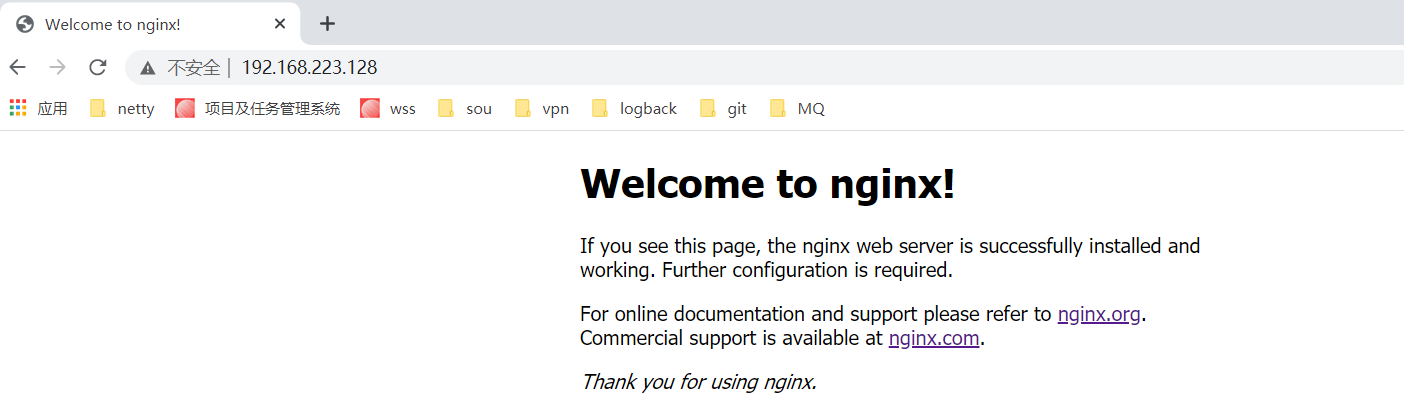 Welcome to nginx!
不安全 | 192.168.223.128
应用 netty 项目及任务管理系统 wss sou vpn logback git MQ
Welcome to nginx!
If you see this page, the nginx web server is successfully installed and
working. Further configuration is required.
For online documentation and support please refer to nginx.org.
Commercial support is available at nginx.com.
Thank you for using nginx.